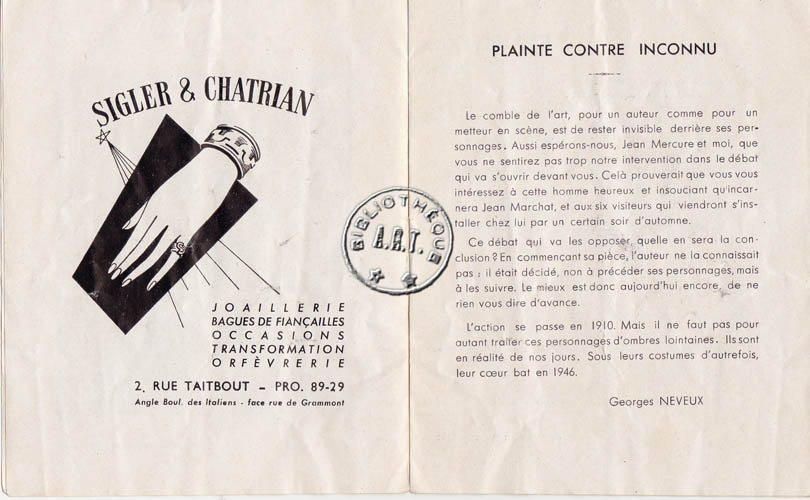 SIGLER & CHATRIAN
JOAILLERIE
BAGUES DE FIANÇAILLES
OCCASIONS
TRANSFORMATION
ORFÈVRERIE
2, RUE TAITBOUT - PRO. 89-29
Angle Boul. des Italiens - face rue de Grammont
BIBLIOTHÈQUE
A.R.T.
PLAINTE CONTRE INCONNU
Le comble de l'art, pour un auteur comme pour un
metteur en scène, est de rester invisible derrière ses per-
sonnages. Aussi espérons-nous, Jean Mercure et moi, que
vous ne sentirez pas trop notre intervention dans le débat
qui va s'ouvrir devant vous. Celà prouverait que vous vous
intéressez à cette homme heureux et insouciant qu'incar-
nera Jean Marchat, et aux six visiteurs qui viendront s'ins-
taller chez lui par un certain soir d'automne.
Ce débat qui va les opposer, quelle en sera la con-
clusion ? En commençant sa pièce, l'auteur ne la connaissait
pas : il était décidé, non à précéder ses personnages, mais
à les suivre. Le mieux est donc aujourd'hui encore, de ne
rien vous dire d'avance.
L'action se passe en 1910. Mais il ne faut pas pour
autant traiter ces personnages d'ombres lointaines. Ils sont
en réalité de nos jours. Sous leurs costumes d'autrefois,
leur cœur bat en 1946.
Georges NEVEUX